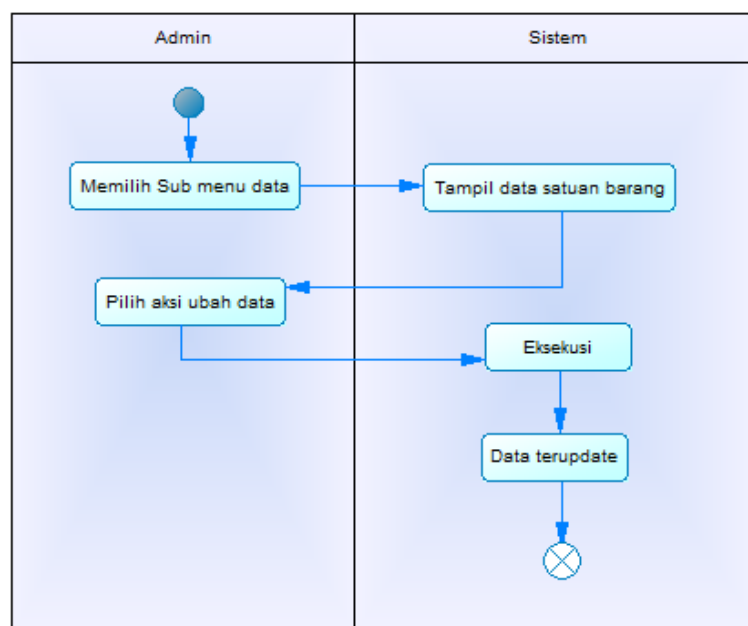 Admin
Sistem
Memilih Sub menu data
Tampil data satuan barang
Pilih aksi ubah data
Eksekusi
Data terupdate